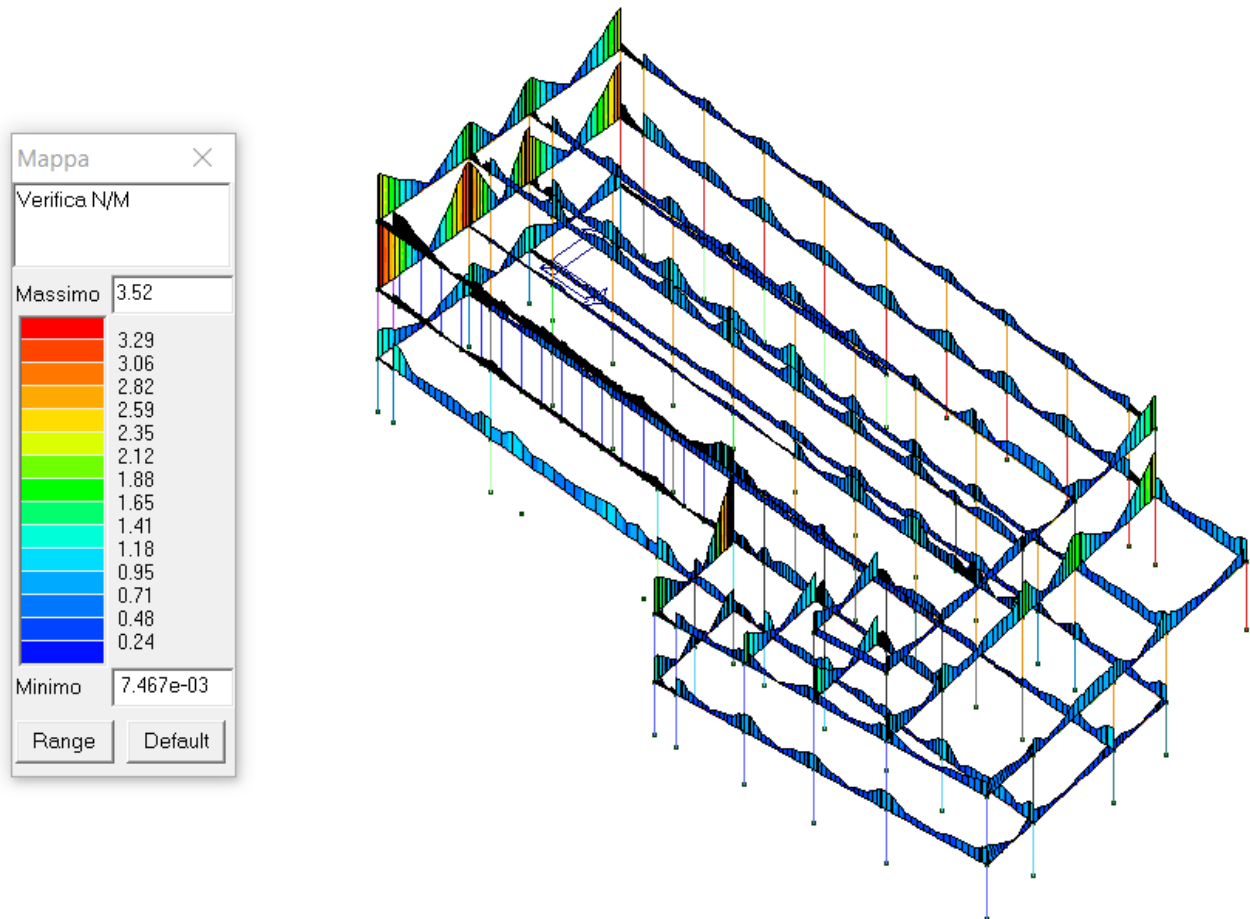 Mappa
Verifica N/M
Massimo 3.52
3.29
3.06
2.82
2.59
2.35
2.12
1.88
1.65
1.41
1.18
0.95
0.71
0.48
0.24
Minimo 7.467e-03
Range Default